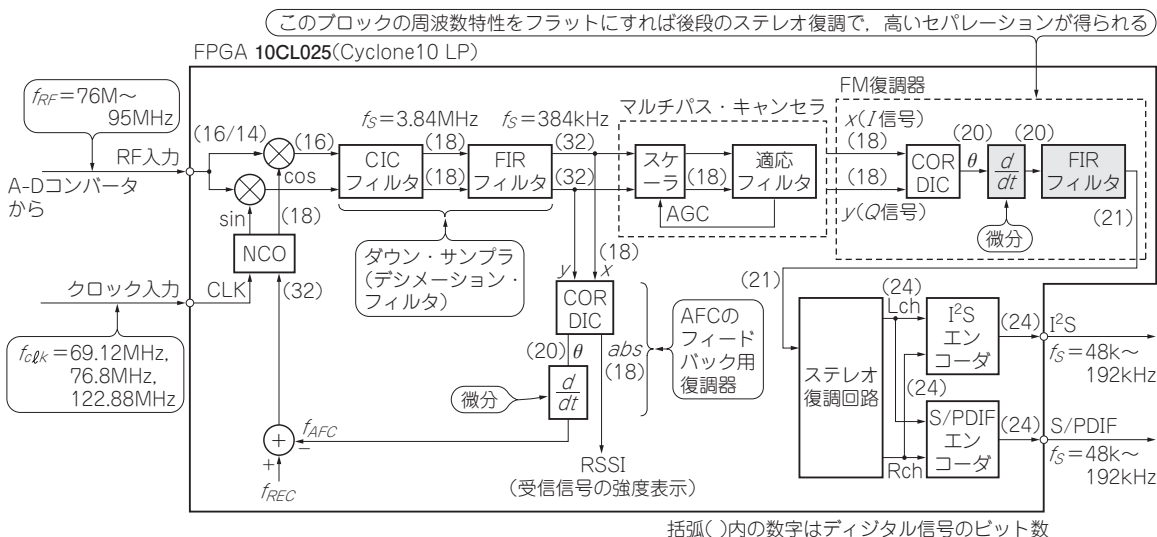 このブロックの周波数特性をフラットにすれば後段のステレオ復調で，高いセパレーションが得られる
FPGA 10CL025(Cyclone10 LP)
f_RF＝76M～
95MHz
(16/14)
RF入力
A-Dコンバータ
から
(16)
cos
sin
(18)
NCO
CLK
(32)
クロック入力
f_clk＝69.12MHz,
76.8MHz,
122.88MHz
f_S＝3.84MHz
CIC
フィルタ
(18)
(18)
f_S＝384kHz
FIR
フィルタ
(32)
(32)
ダウン・サンプラ
(デシメーション・
フィルタ)
マルチパス・キャンセラ
スケ
ーラ
(18)
適応
フィルタ
AGC
FM復調器
x(I信号)
(18)
(18)
y(Q信号)
COR
DIC
(20)
θ
d
dt
(20)
微分
FIR
フィルタ
(21)
(18)
y
x
COR
DIC
(20) θ
abs
(18)
d
dt
微分
AFCの
フィード
バック用
復調器
f_AFC
＋
＋
－
f_REC
RSSI
(受信信号の強度表示)
(21)
ステレオ
復調回路
(24)
Lch
(24)
Rch
I²S
エン
コーダ
(24)
I²S
f_S＝48k～
192kHz
S/PDIF
エン
コーダ
(24)
S/PDIF
f_S＝48k～
192kHz
括弧( )内の数字はディジタル信号のビット数